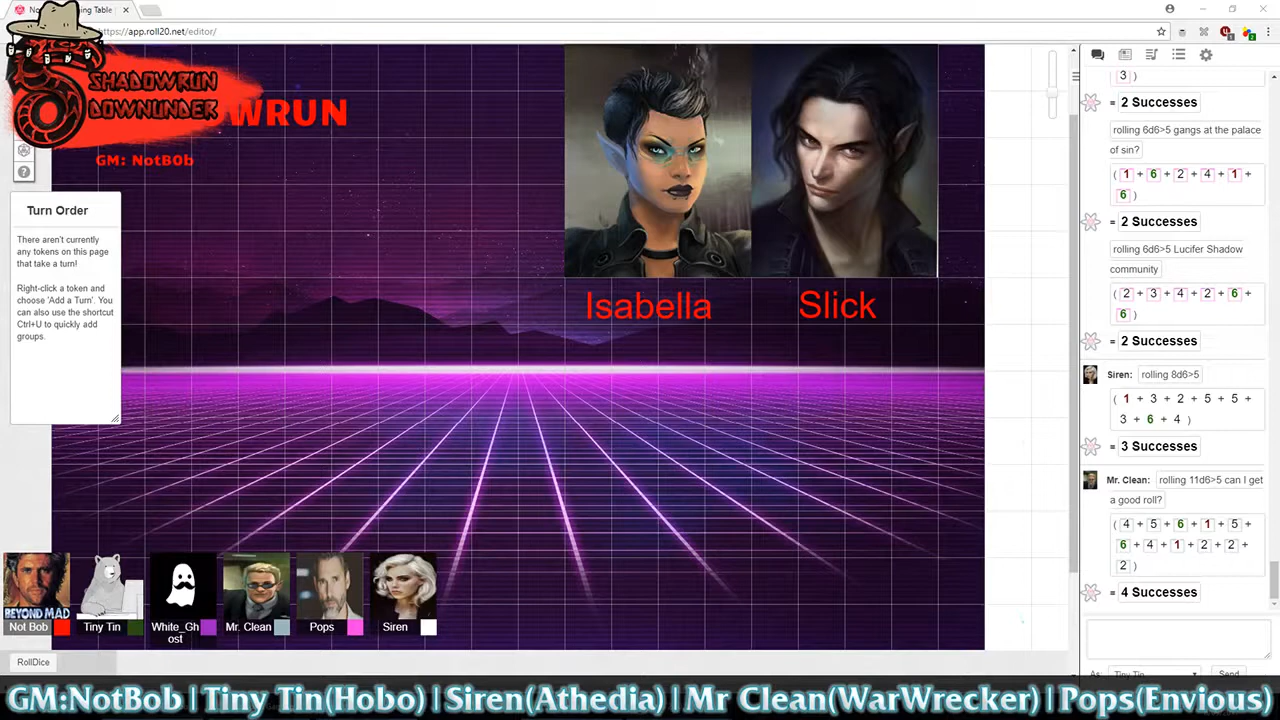 https://app.roll20.net/editor/
SHADOWRUN
DOWNUNDER
WRUN
GM: NotB0b
Turn Order
There aren't currently
any tokens on this page
that take a turn!
Right-click a token and
choose 'Add a Turn'. You
can also use the shortcut
Ctrl+U to quickly add
groups.
Isabella
Slick
3 )
= 2 Successes
rolling 6d6>5 gangs at the palace
of sin?
( 1 + 6 + 2 + 4 + 1 +
6 )
= 2 Successes
rolling 6d6>5 Lucifer Shadow
community
( 2 + 3 + 4 + 2 + 6 +
6 )
= 2 Successes
Siren: rolling 8d6>5
( 1 + 3 + 2 + 5 + 5 +
3 + 6 + 4 )
= 3 Successes
Mr. Clean: rolling 11d6>5 can I get
a good roll?
( 4 + 5 + 6 + 1 + 5 +
6 + 4 + 1 + 2 + 2 +
2 )
= 4 Successes
As: Tiny Tin Send
BEYOND MAD
Not Bob
Tiny Tin
White_Gh
ost
Mr. Clean
Pops
Siren
RollDice
GM:NotBob | Tiny Tin(Hobo) | Siren(Athedia) | Mr Clean(WarWrecker) | Pops(Envious)